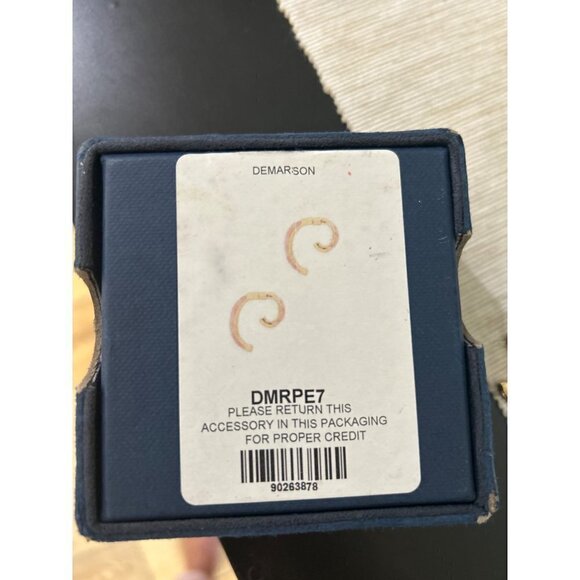 DEMARSON
DMRPE7
PLEASE RETURN THIS
ACCESSORY IN THIS PACKAGING
FOR PROPER CREDIT
90263878